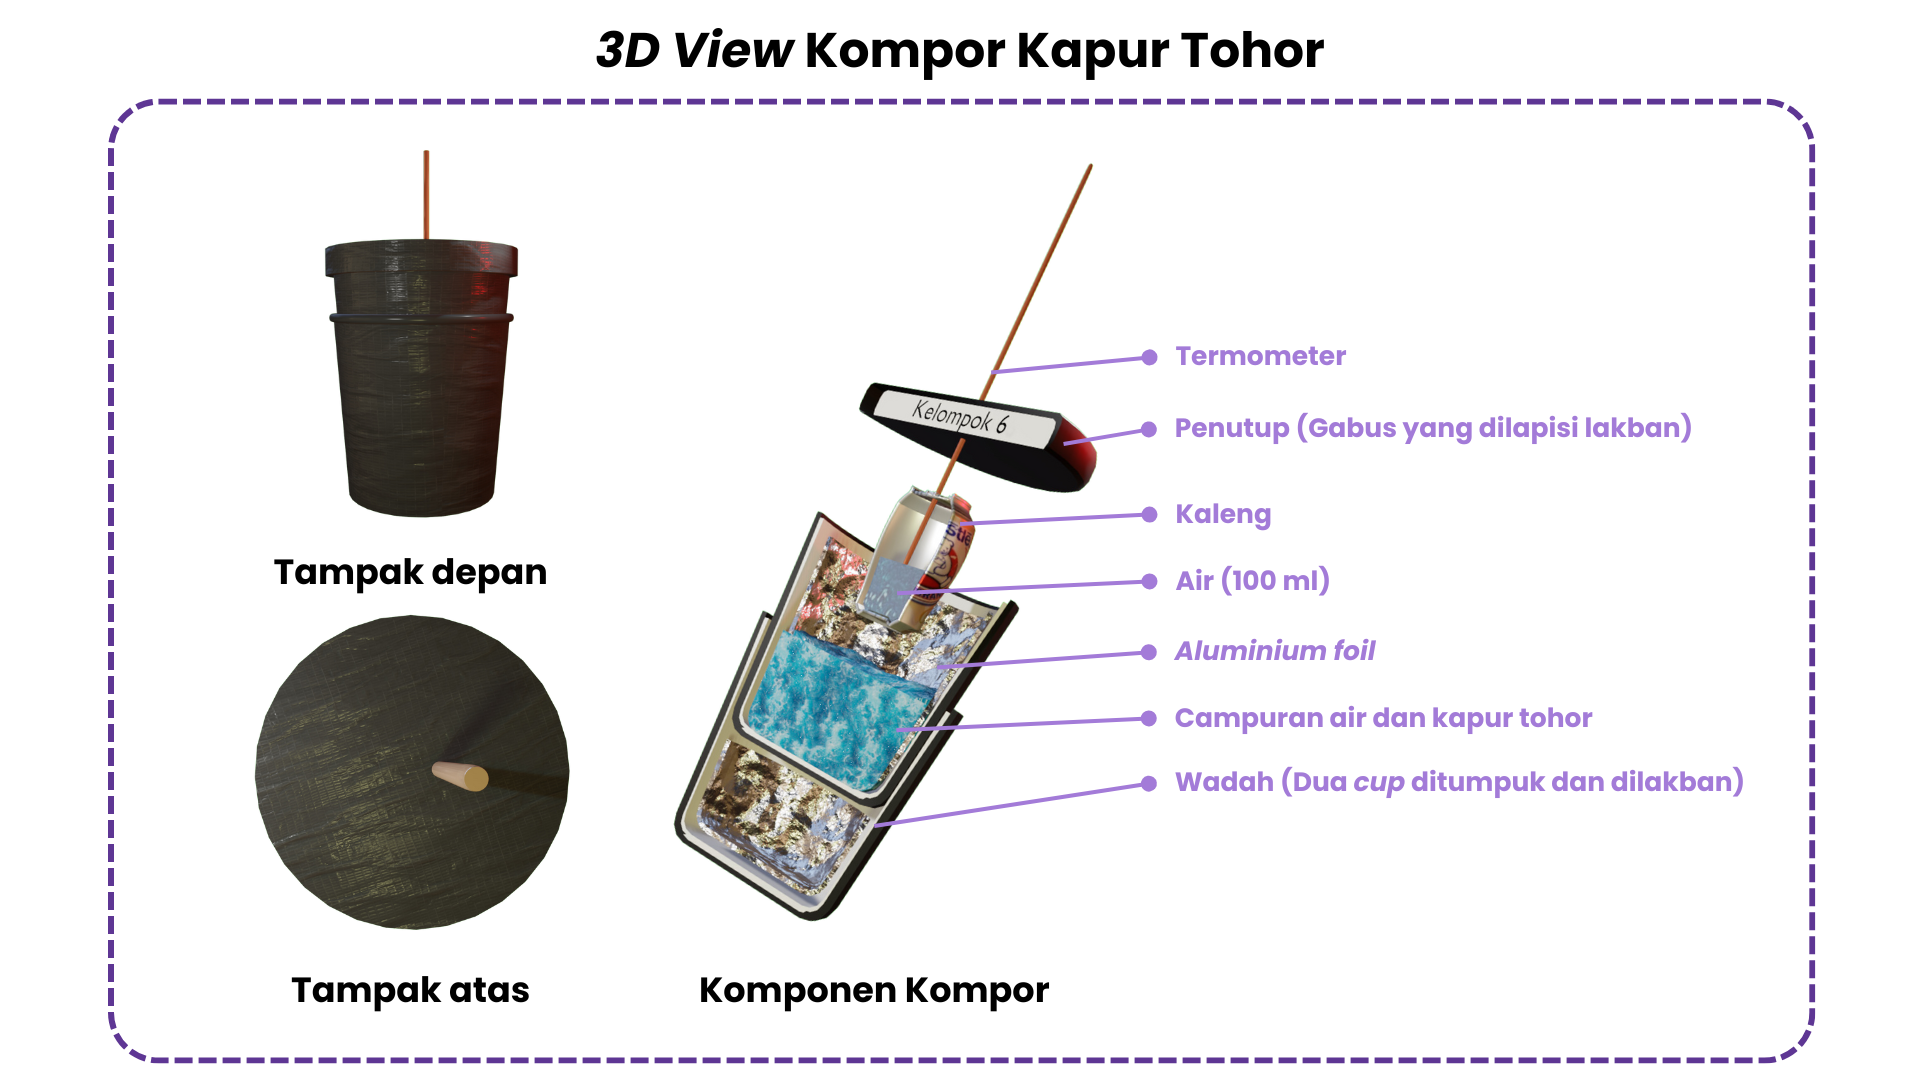 3D View Kompor Kapur Tohor
Tampak depan
Tampak atas
Kelompok 6
Termometer
Penutup (Gabus yang dilapisi lakban)
Kaleng
Air (100 ml)
Aluminium foil
Campuran air dan kapur tohor
Wadah (Dua cup ditumpuk dan dilakban)
Komponen Kompor